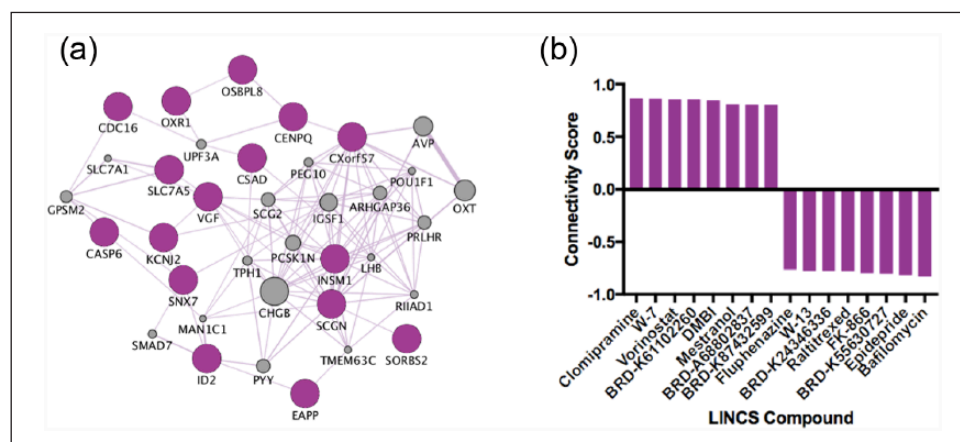 (a)
(b)
OSBPL8
OXR1
CDC16
CENPQ
AVP
UPF3A
CXorf57
SLC7A1
CSAD
PEG10
POU1F1
SLC7A5
GPSM2
VGF
SCG2
IGSF1
ARHGAP36
OXT
PRLHR
CASP6
KCNJ2
PCSK1N
TPH1
INSM1
LHB
SNX7
CHGB
RIIAD1
SCGN
MAN1C1
SMAD7
TMEM63C
SORBS2
ID2
PYY
EAPP
Connectivity Score
1.0
0.5
0.0
-0.5
-1.0
Clomipramine
W-7
Vorinostat
BRD-K61102260
DMBI
Mestranol
BRD-A68802837
BRD-K87432599
Fluphenazine
W-13
BRD-K24346336
Raltitrexed
FK-866
BRD-K55630727
Epidepride
Bafilomycin
LINCS Compound